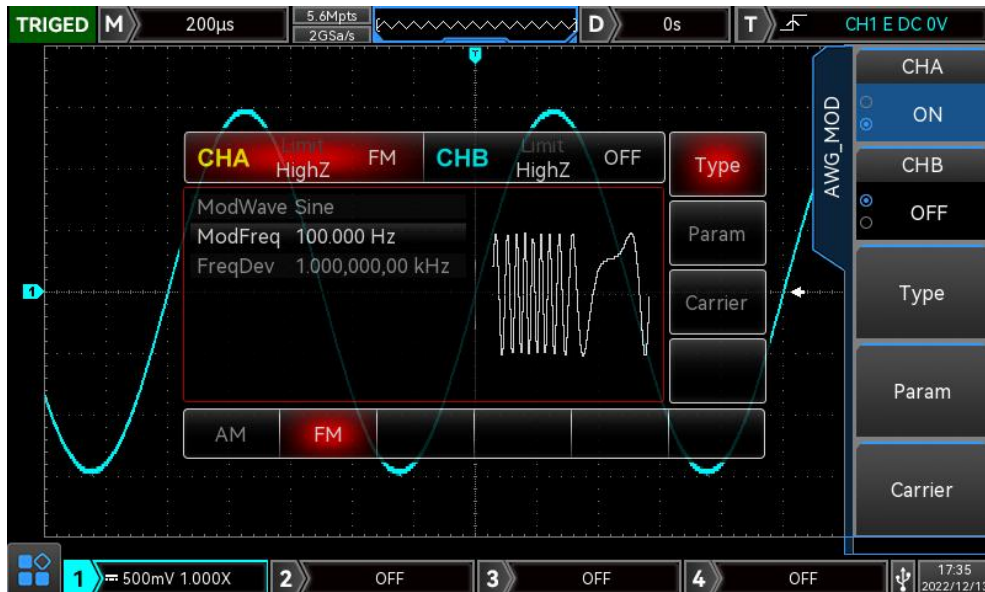 TRIGED M 200μs 5.6Mpts D 0s T CH1 E DC 0V
2GSa/s
T
CHA
ON
CHB
OFF
AWG_MOD
Type
Param
Carrier
CHA Limit FM CHB Limit OFF Type
HighZ HighZ
ModWave Sine
ModFreq 100.000 Hz Param
FreqDev 1.000,000,00 kHz
Carrier
1
AM FM
1 500mV 1.000X 2 OFF 3 OFF 4 OFF 17:35
2022/12/13